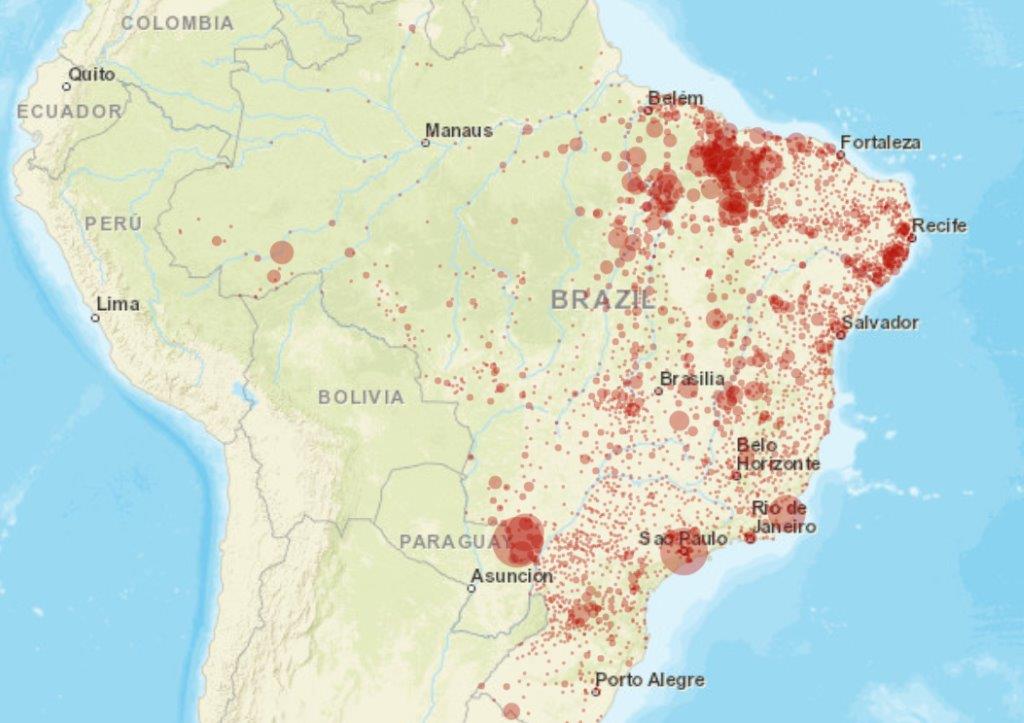 COLOMBIA
Quito
ECUADOR
Belém
Manaus
Fortaleza
PERÚ
Recife
BRAZIL
Lima
Salvador
Brasilia
BOLIVIA
Belo
Horizonte
Rio de
Janeiro
Sao Paulo
PARAGUAY
Asunción
Porto Alegre